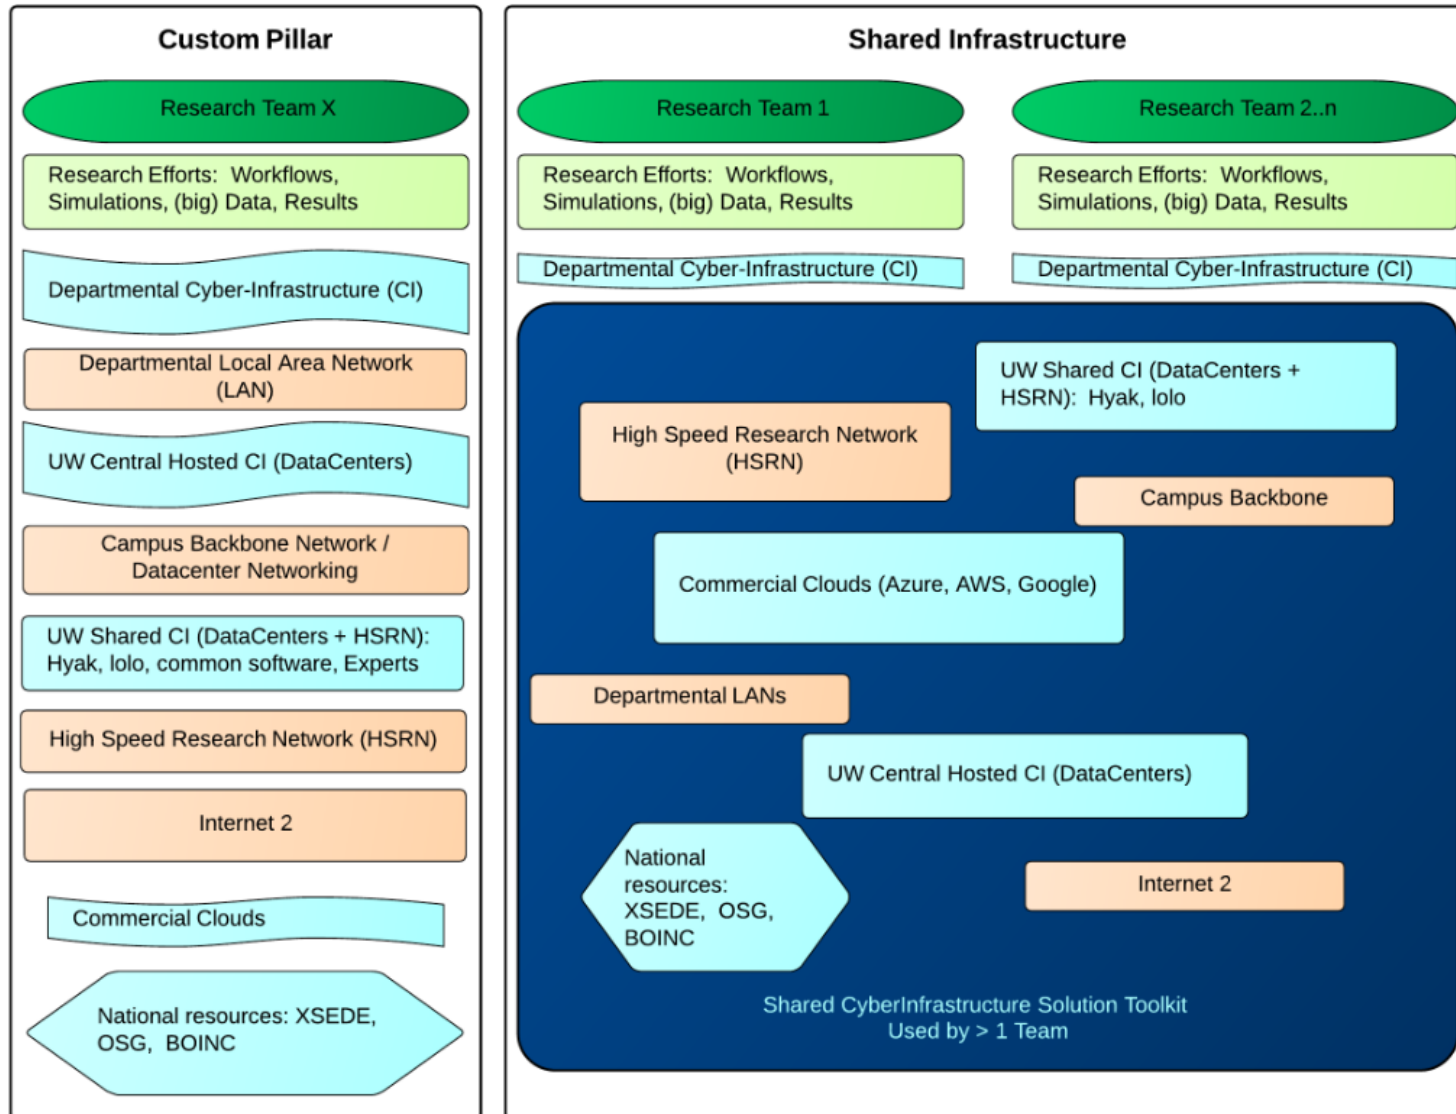 Custom Pillar
Research Team X
Research Efforts: Workflows,
Simulations, (big) Data, Results
Departmental Cyber-Infrastructure (CI)
Departmental Local Area Network
(LAN)
UW Central Hosted CI (DataCenters)
Campus Backbone Network /
Datacenter Networking
UW Shared CI (DataCenters + HSRN):
Hyak, lolo, common software, Experts
High Speed Research Network (HSRN)
Internet 2
Commercial Clouds
National resources: XSEDE,
OSG, BOINC
Shared Infrastructure
Research Team 1
Research Team 2..n
Research Efforts: Workflows,
Simulations, (big) Data, Results
Research Efforts: Workflows,
Simulations, (big) Data, Results
Departmental Cyber-Infrastructure (CI)
Departmental Cyber-Infrastructure (CI)
UW Shared CI (DataCenters +
HSRN): Hyak, lolo
High Speed Research Network
(HSRN)
Campus Backbone
Commercial Clouds (Azure, AWS, Google)
Departmental LANs
UW Central Hosted CI (DataCenters)
National
resources:
XSEDE, OSG,
BOINC
Internet 2
Shared CyberInfrastructure Solution Toolkit
Used by > 1 Team